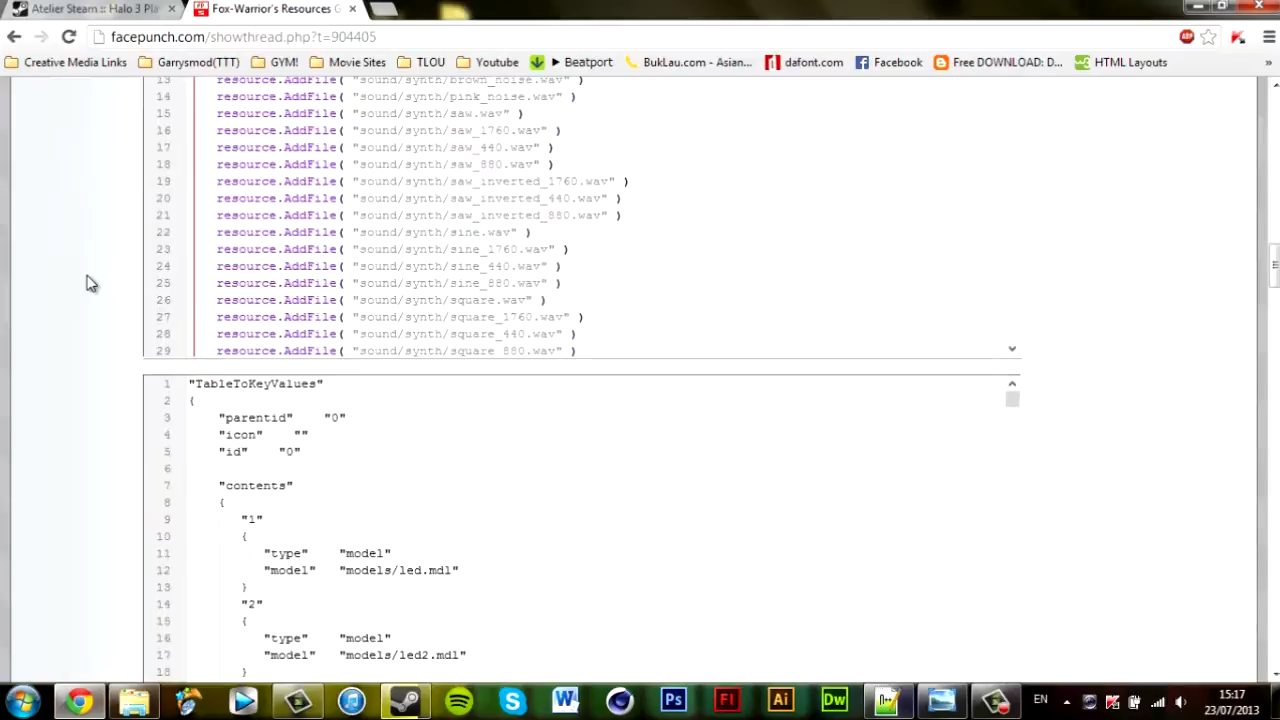 Atelier Steam :: Halo 3 Pla
Fox-Warrior's Resources G
facepunch.com/showthread.php?t=904405
Creative Media Links
Garrysmod(TTT)
GYM!
Movie Sites
TLOU
Youtube
Beatport
BukLau.com - Asian...
dafont.com
Facebook
Free DOWNLOAD: D...
HTML Layouts
»
13 resource.AddFile( "sound/synth/brown_noise.wav" )
14 resource.AddFile( "sound/synth/pink_noise.wav" )
15 resource.AddFile( "sound/synth/saw.wav" )
16 resource.AddFile( "sound/synth/saw_1760.wav" )
17 resource.AddFile( "sound/synth/saw_440.wav" )
18 resource.AddFile( "sound/synth/saw_880.wav" )
19 resource.AddFile( "sound/synth/saw_inverted_1760.wav" )
20 resource.AddFile( "sound/synth/saw_inverted_440.wav" )
21 resource.AddFile( "sound/synth/saw_inverted_880.wav" )
22 resource.AddFile( "sound/synth/sine.wav" )
23 resource.AddFile( "sound/synth/sine_1760.wav" )
24 resource.AddFile( "sound/synth/sine_440.wav" )
25 resource.AddFile( "sound/synth/sine_880.wav" )
26 resource.AddFile( "sound/synth/square.wav" )
27 resource.AddFile( "sound/synth/square_1760.wav" )
28 resource.AddFile( "sound/synth/square_440.wav" )
29 resource.AddFile( "sound/synth/square_880.wav" )
1 "TableToKeyValues"
2 {
3 "parentid" "0"
4 "icon" ""
5 "id" "0"
6
7 "contents"
8 {
9 "1"
10 {
11 "type" "model"
12 "model" "models/led.mdl"
13 }
14 "2"
15 {
16 "type" "model"
17 "model" "models/led2.mdl"
18 }
EN
15:17
23/07/2013